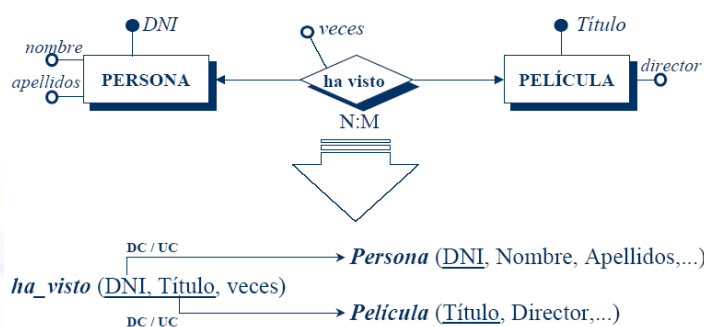 DNI
veces
Título
nombre
apellidos
PERSONA
ha visto
PELÍCULA
director
N:M
DC / UC
Persona (DNI, Nombre, Apellidos,...)
ha_visto (DNI, Título, veces)
Película (Título, Director,...)
DC / UC